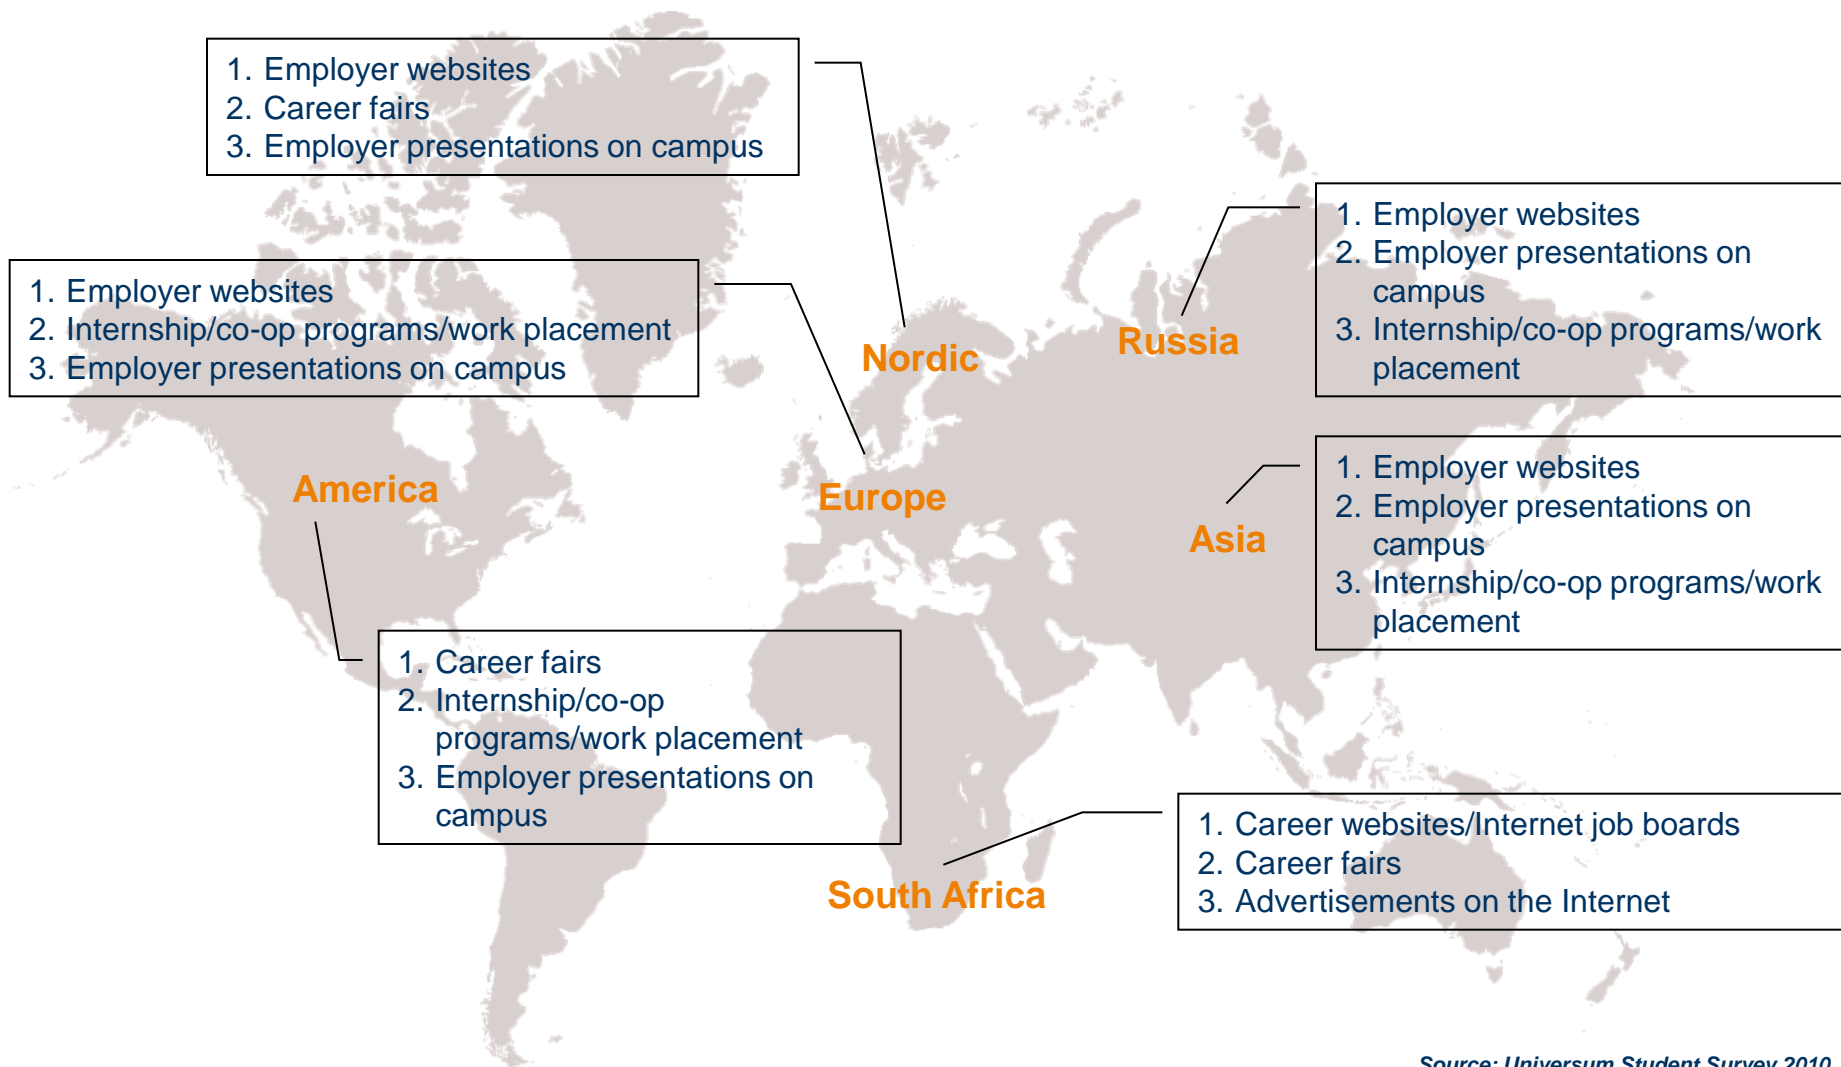 1. Employer websites
2. Career fairs
3. Employer presentations on campus
1. Employer websites
2. Internship/co-op programs/work placement
3. Employer presentations on campus
Nordic
Russia
1. Employer websites
2. Employer presentations on
campus
3. Internship/co-op programs/work
placement
America
Europe
Asia
1. Employer websites
2. Employer presentations on
campus
3. Internship/co-op programs/work
placement
1. Career fairs
2. Internship/co-op
programs/work placement
3. Employer presentations on
campus
South Africa
1. Career websites/Internet job boards
2. Career fairs
3. Advertisements on the Internet
Source: Universum Student Survey 2010